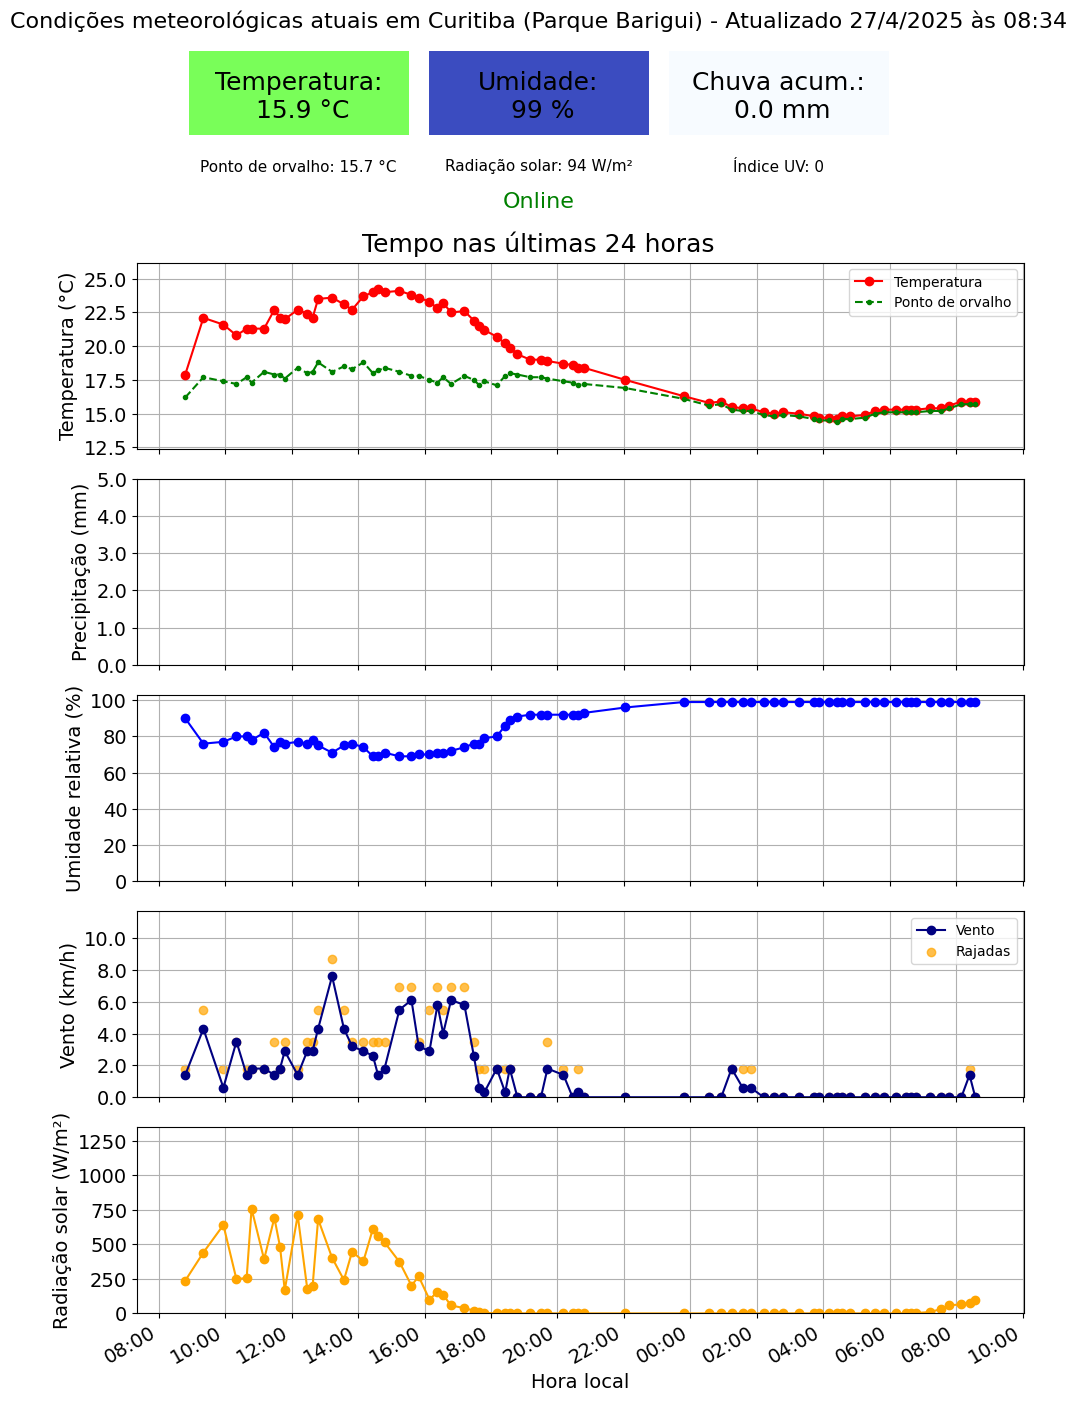 Condições meteorológicas atuais em Curitiba (Parque Barigui) - Atualizado 27/4/2025 às 08:34
Temperatura:
15.9 °C
Umidade:
99 %
Chuva acum.:
0.0 mm
Ponto de orvalho: 15.7 °C
Radiação solar: 94 W/m²
Índice UV: 0
Online
Tempo nas últimas 24 horas
Temperatura (°C)
25.0
22.5
20.0
17.5
15.0
12.5
Temperatura
Ponto de orvalho
Precipitação (mm)
5.0
4.0
3.0
2.0
1.0
0.0
Umidade relativa (%)
100
80
60
40
20
0
Vento (km/h)
10.0
8.0
6.0
4.0
2.0
0.0
Vento
Rajadas
Radiação solar (W/m²)
1250
1000
750
500
250
0
08:00
10:00
12:00
14:00
16:00
18:00
20:00
22:00
00:00
02:00
04:00
06:00
08:00
10:00
Hora local